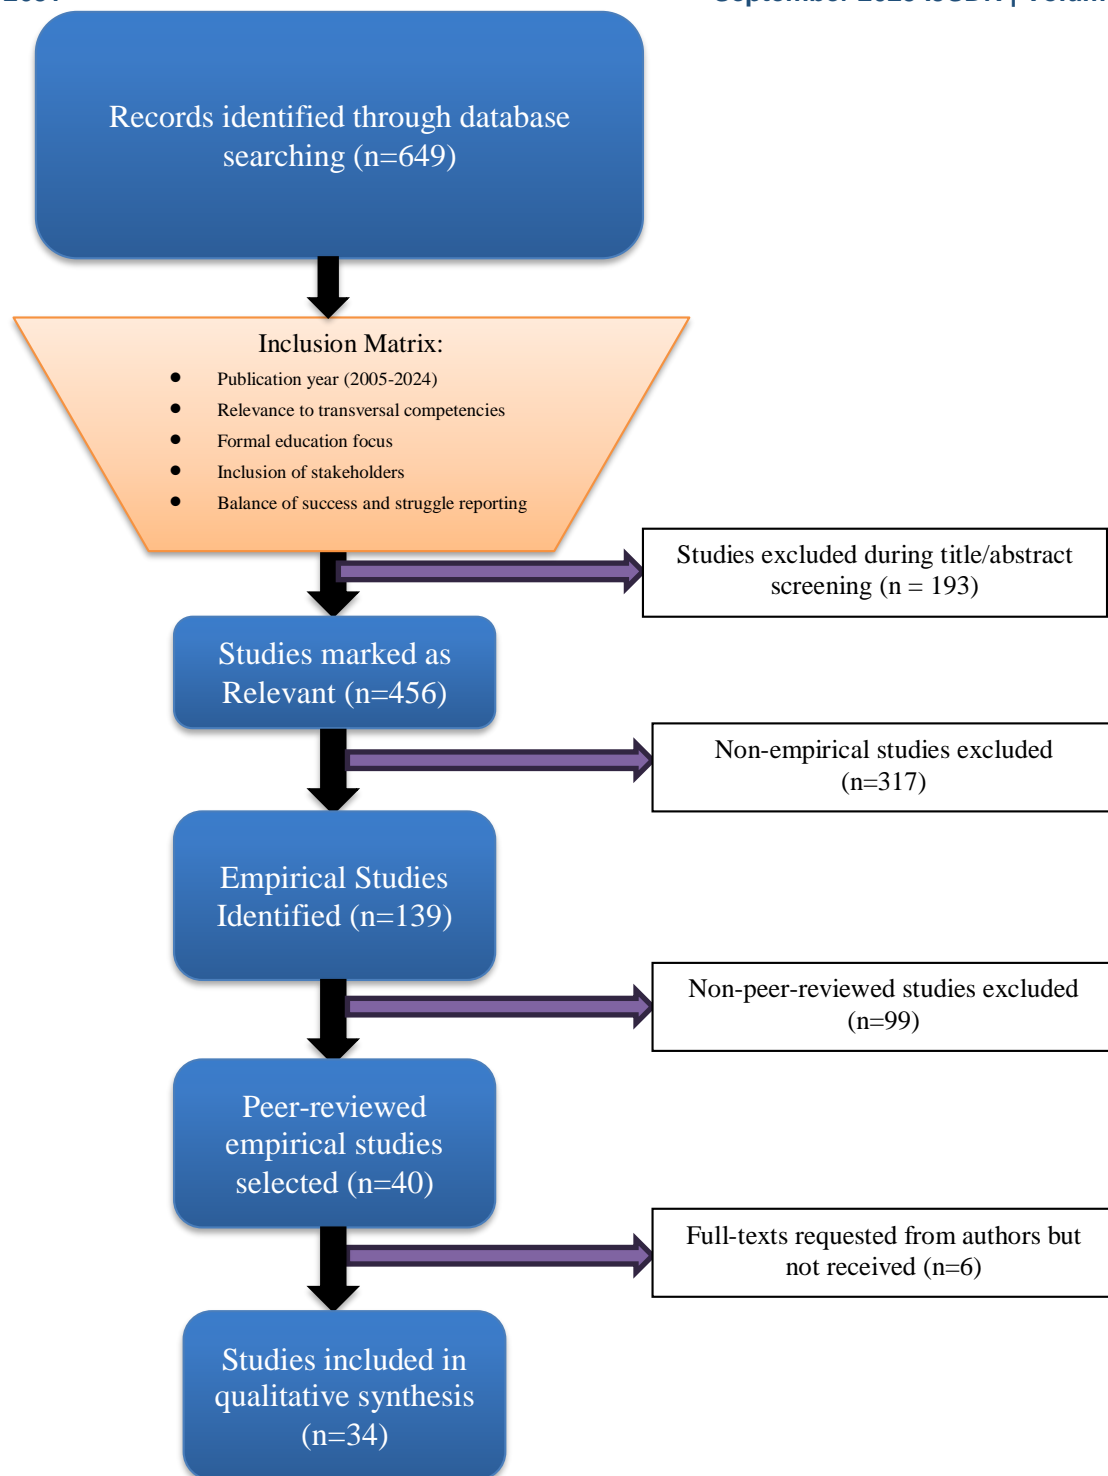 Records identified through database
searching (n=649)
Inclusion Matrix:
● Publication year (2005-2024)
● Relevance to transversal competencies
● Formal education focus
● Inclusion of stakeholders
● Balance of success and struggle reporting
Studies excluded during title/abstract
screening (n = 193)
Studies marked as
Relevant (n=456)
Non-empirical studies excluded
(n=317)
Empirical Studies
Identified (n=139)
Non-peer-reviewed studies excluded
(n=99)
Peer-reviewed
empirical studies
selected (n=40)
Full-texts requested from authors but
not received (n=6)
Studies included in
qualitative synthesis
(n=34)